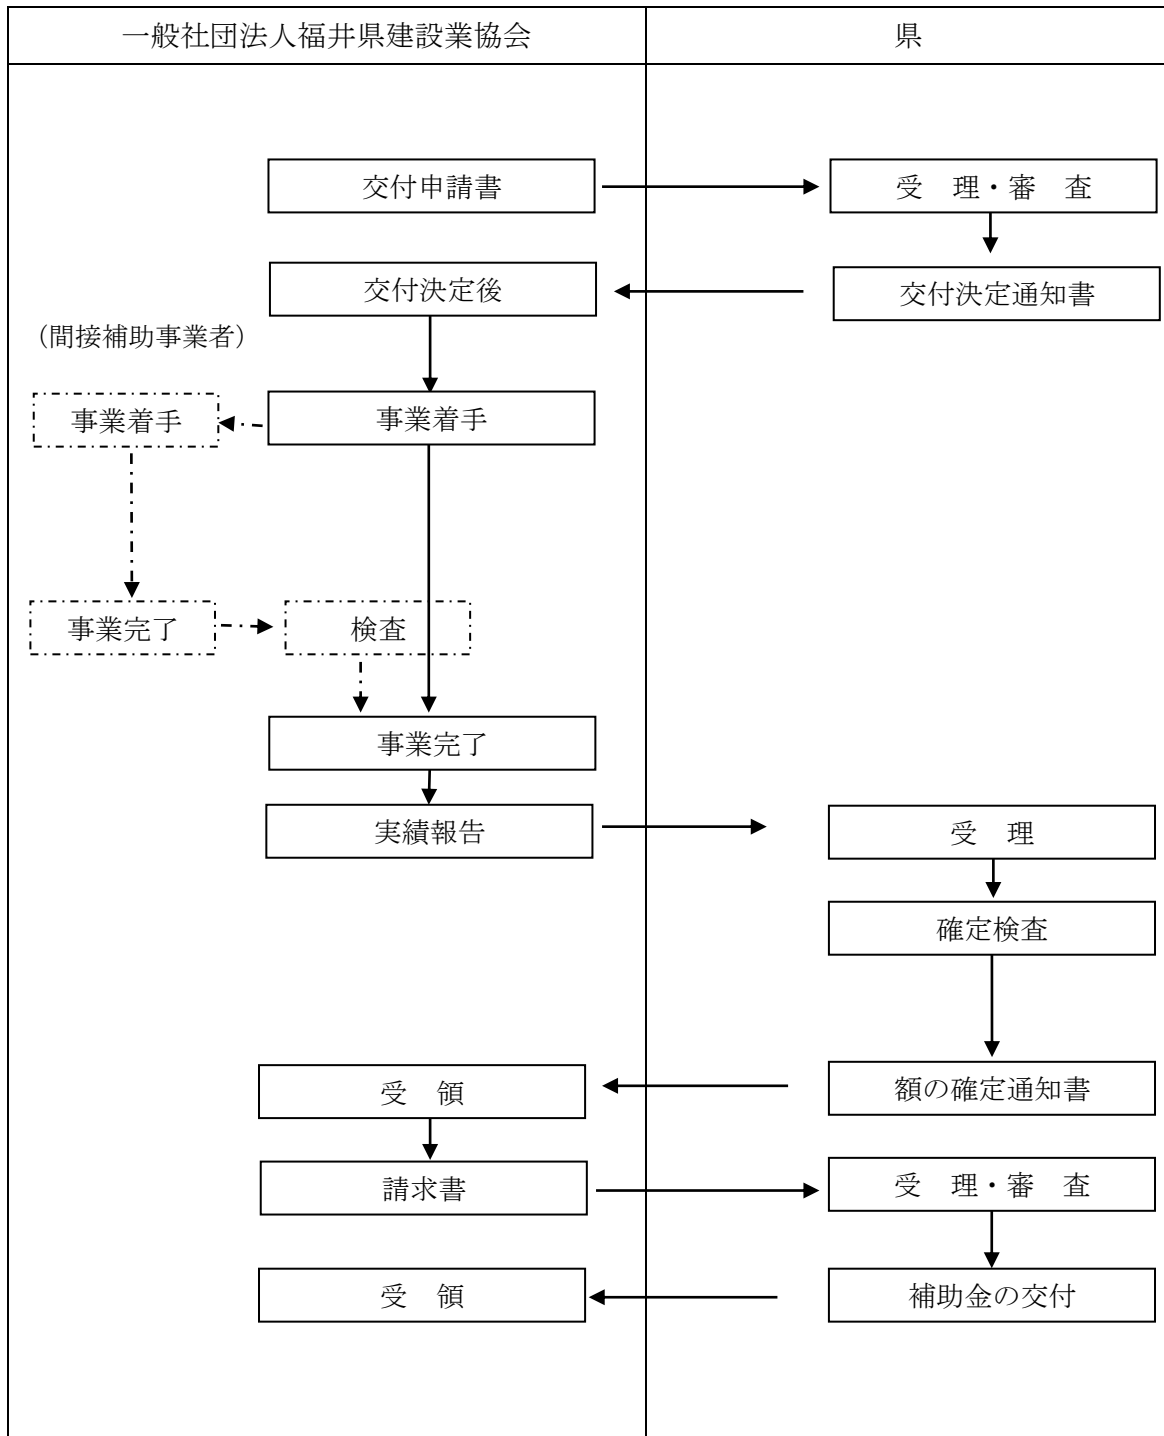 一般社団法人福井県建設業協会
県
交付申請書
受　理・審　査
交付決定後
交付決定通知書
（間接補助事業者）
事業着手
事業着手
事業完了
検査
事業完了
実績報告
受　理
確定検査
受　領
額の確定通知書
請求書
受　理・審　査
受　領
補助金の交付